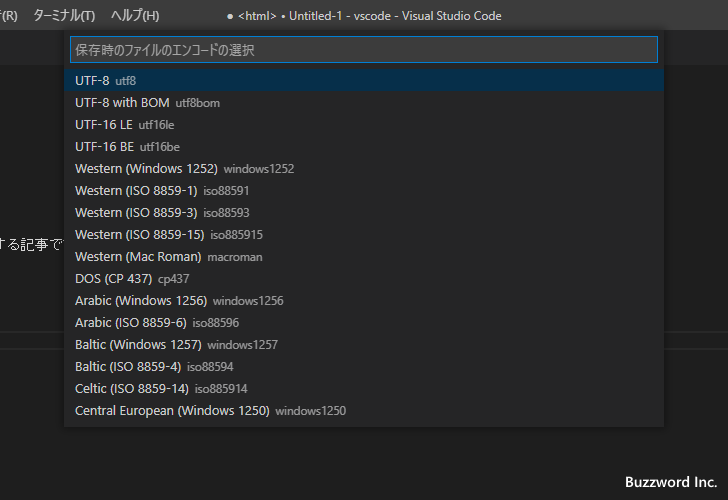 (R) ターミナル(T) ヘルプ(H) ● <html> • Untitled-1 - vscode - Visual Studio Code
保存時のファイルのエンコードの選択
UTF-8 utf8
UTF-8 with BOM utf8bom
UTF-16 LE utf16le
UTF-16 BE utf16be
Western (Windows 1252) windows1252
Western (ISO 8859-1) iso88591
Western (ISO 8859-3) iso88593
Western (ISO 8859-15) iso885915
する記事で
Western (Mac Roman) macroman
DOS (CP 437) cp437
Arabic (Windows 1256) windows1256
Arabic (ISO 8859-6) iso88596
Baltic (Windows 1257) windows1257
Baltic (ISO 8859-4) iso88594
Celtic (ISO 8859-14) iso885914
Central European (Windows 1250) windows1250
Buzzword Inc.